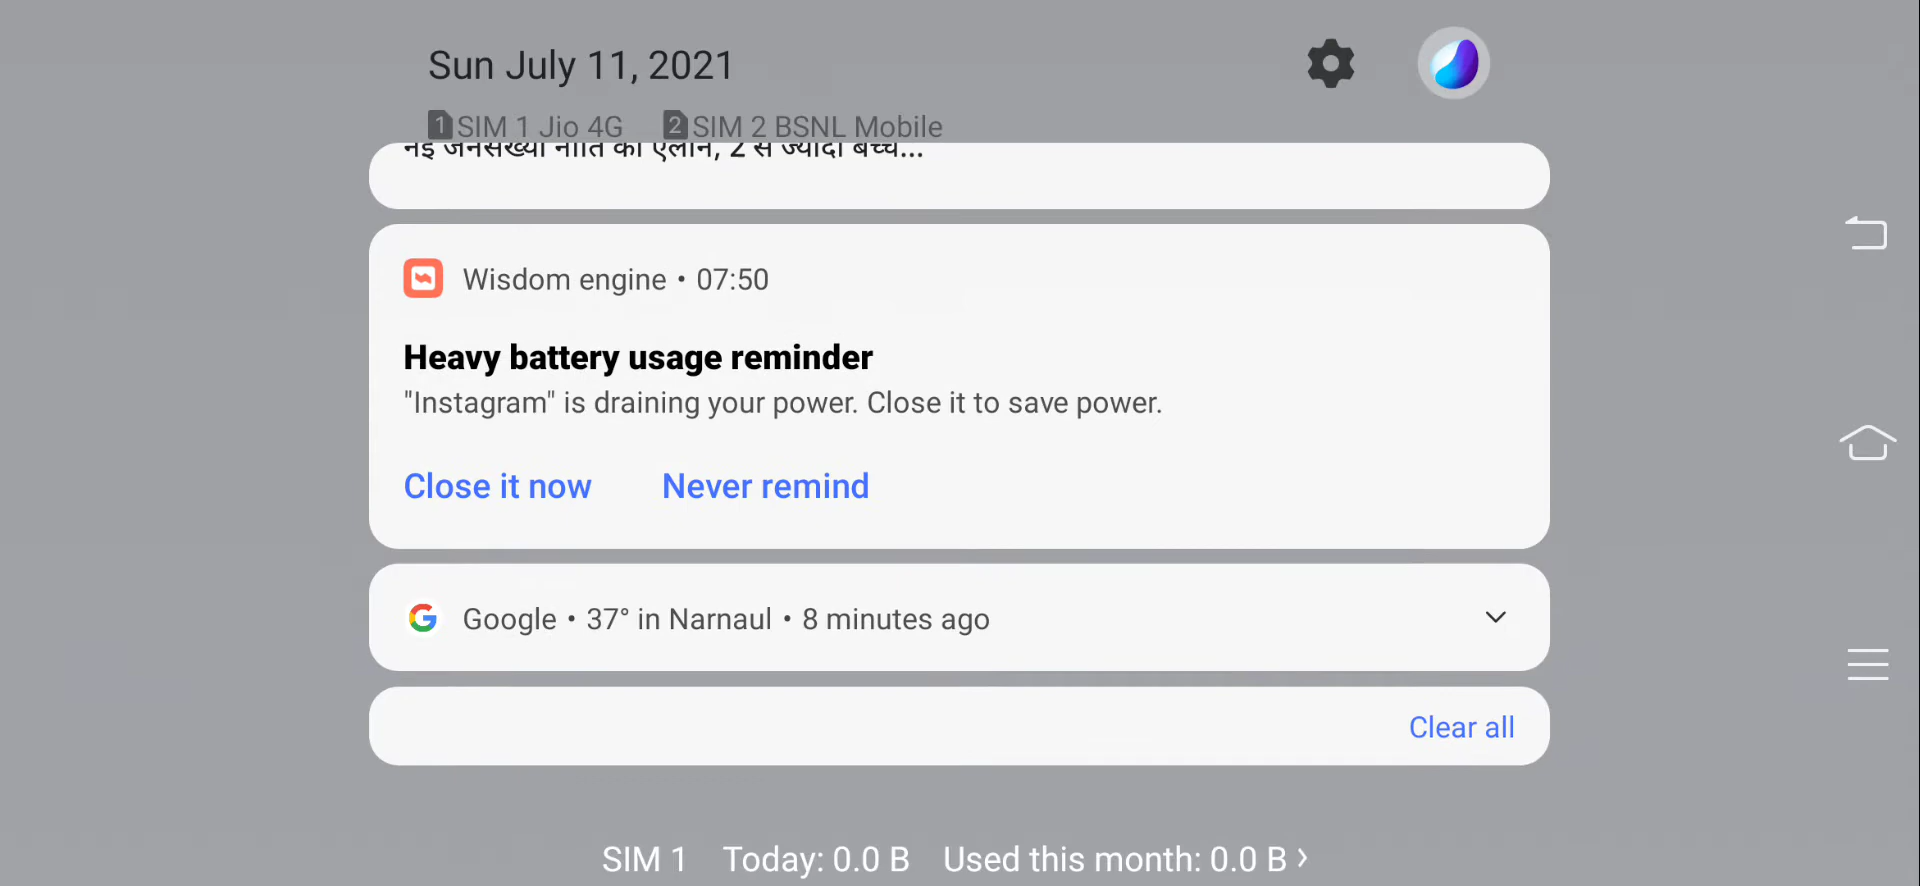 Sun July 11, 2021
1 SIM 1 Jio 4G 2 SIM 2 BSNL Mobile
नई जनसंख्या नीति का ऐलान, 2 से ज्यादा बच्चे...
Wisdom engine • 07:50
Heavy battery usage reminder
"Instagram" is draining your power. Close it to save power.
Close it now Never remind
Google • 37° in Narnaul • 8 minutes ago
Clear all
SIM 1 Today: 0.0 B Used this month: 0.0 B ›